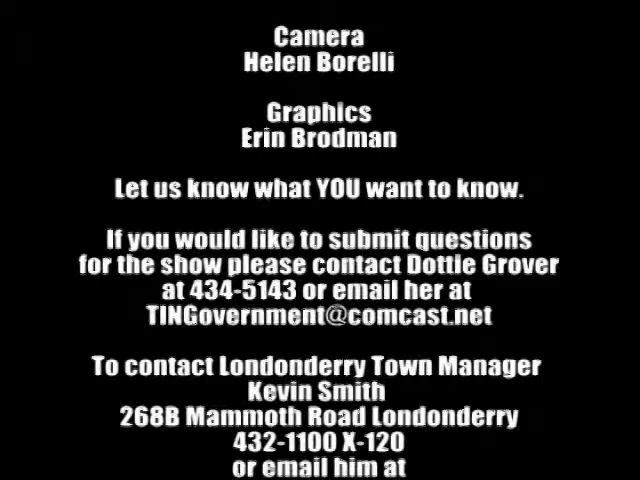 Camera
Helen Borelli
Graphics
Erin Brodman
Let us know what YOU want to know.
If you would like to submit questions
for the show please contact Dottie Grover
at 434-5143 or email her at
TINGovernment@comcast.net
To contact Londonderry Town Manager
Kevin Smith
268B Mammoth Road Londonderry
432-1100 X-120
or email him at